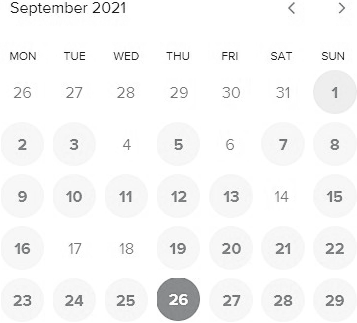 September 2021
MON TUE WED THU FRI SAT SUN
26 27 28 29 30 31 1
2 3 4 5 6 7 8
9 10 11 12 13 14 15
16 17 18 19 20 21 22
23 24 25 26 27 28 29